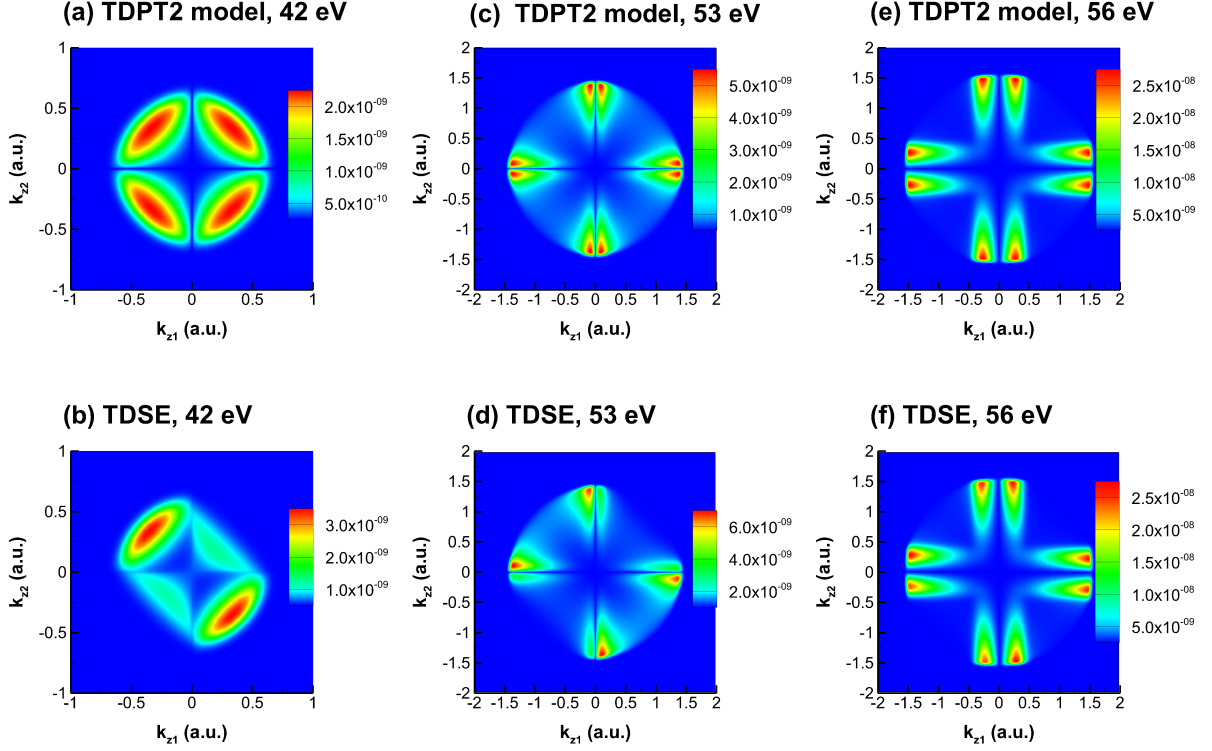 (a) TDPT2 model, 42 eV
1
0.5
0
-0.5
-1
-1
-0.5
0
0.5
1
k_z2 (a.u.)
k_z1 (a.u.)
2.0x10^-09
1.5x10^-09
1.0x10^-09
5.0x10^-10
(c) TDPT2 model, 53 eV
2
1.5
1
0.5
0
-0.5
-1
-1.5
-2
-2
-1.5
-1
-0.5
0
0.5
1
1.5
2
k_z2 (a.u.)
k_z1 (a.u.)
5.0x10^-09
4.0x10^-09
3.0x10^-09
2.0x10^-09
1.0x10^-09
(e) TDPT2 model, 56 eV
2
1.5
1
0.5
0
-0.5
-1
-1.5
-2
-2
-1.5
-1
-0.5
0
0.5
1
1.5
2
k_z2 (a.u.)
k_z1 (a.u.)
2.5x10^-08
2.0x10^-08
1.5x10^-08
1.0x10^-08
5.0x10^-09
(b) TDSE, 42 eV
1
0.5
0
-0.5
-1
-1
-0.5
0
0.5
1
k_z2 (a.u.)
k_z1 (a.u.)
3.0x10^-09
2.0x10^-09
1.0x10^-09
(d) TDSE, 53 eV
2
1.5
1
0.5
0
-0.5
-1
-1.5
-2
-2
-1.5
-1
-0.5
0
0.5
1
1.5
2
k_z2 (a.u.)
k_z1 (a.u.)
6.0x10^-09
4.0x10^-09
2.0x10^-09
(f) TDSE, 56 eV
2
1.5
1
0.5
0
-0.5
-1
-1.5
-2
-2
-1.5
-1
-0.5
0
0.5
1
1.5
2
k_z2 (a.u.)
k_z1 (a.u.)
2.5x10^-08
2.0x10^-08
1.5x10^-08
1.0x10^-08
5.0x10^-09